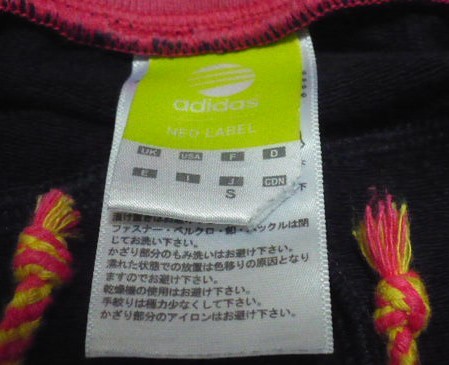 adidas
NEO LABEL
UK USA F D
E I J CDN
S
ファスナー・ベルクロ・釦・バックルは閉
じてお洗い下さい。
かざり部分のもみ洗いはお避け下さい。
濡れた状態での放置は色移りの原因となり
ますのでお避け下さい。
乾燥機の使用はお避け下さい。
手絞りは極力少なくして下さい。
かざり部分のアイロンはお避け下さい。